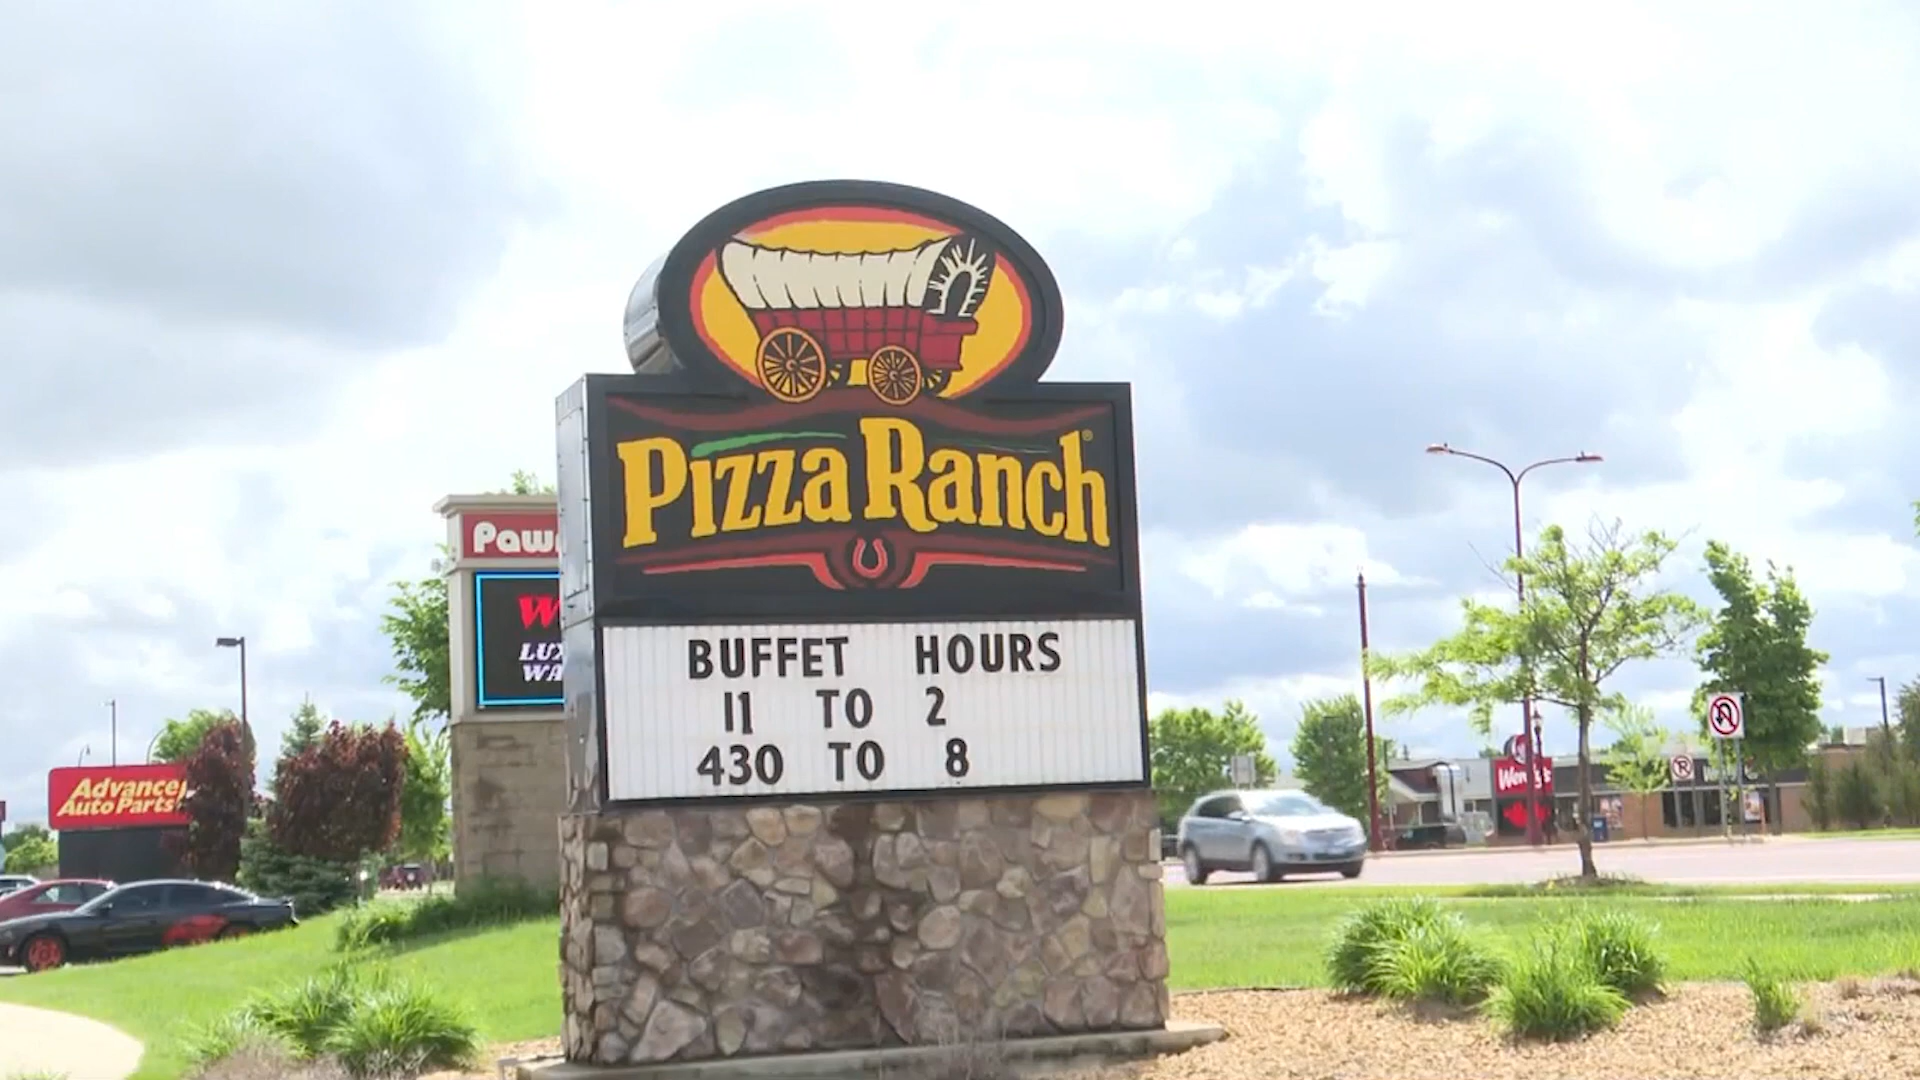 Pizza Ranch®
BUFFET HOURS
11 TO 2
430 TO 8
Advance
Auto Parts
Wendy's